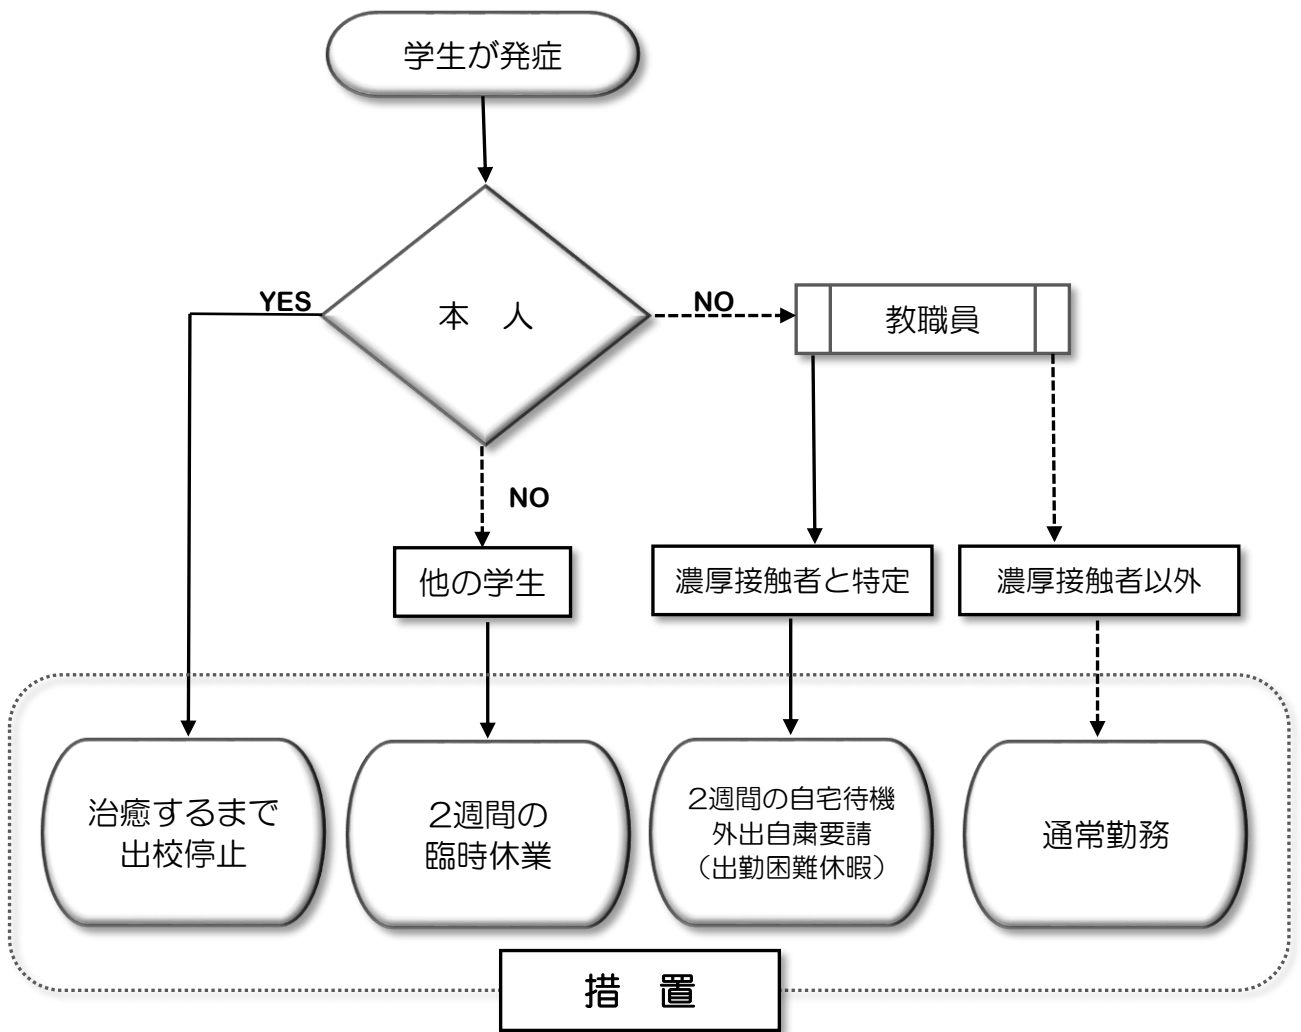 学生が発症
YES
本　人
NO
教職員
NO
他の学生
濃厚接触者と特定
濃厚接触者以外
治癒するまで
出校停止
2週間の
臨時休業
2週間の自宅待機
外出自粛要請
（出勤困難休暇）
通常勤務
措　置